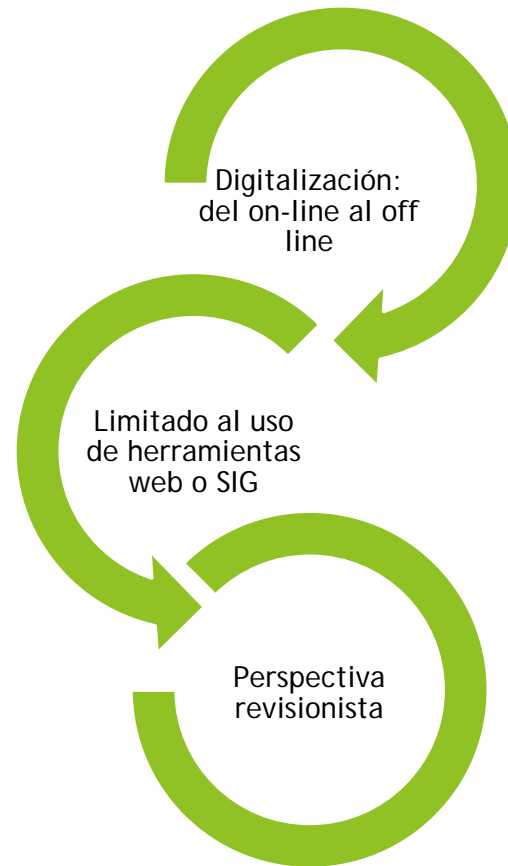 Digitalización:
del on-line al off
line
Limitado al uso
de herramientas
web o SIG
Perspectiva
revisionista